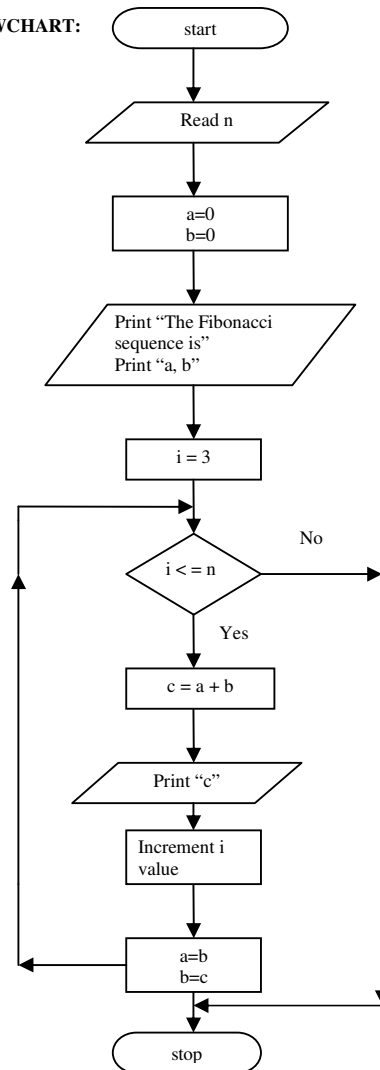 WCHART:
start
Read n
a=0
b=0
Print “The Fibonacci
sequence is”
Print “a, b”
i = 3
No
i < = n
Yes
c = a + b
Print “c”
Increment i
value
a=b
b=c
stop